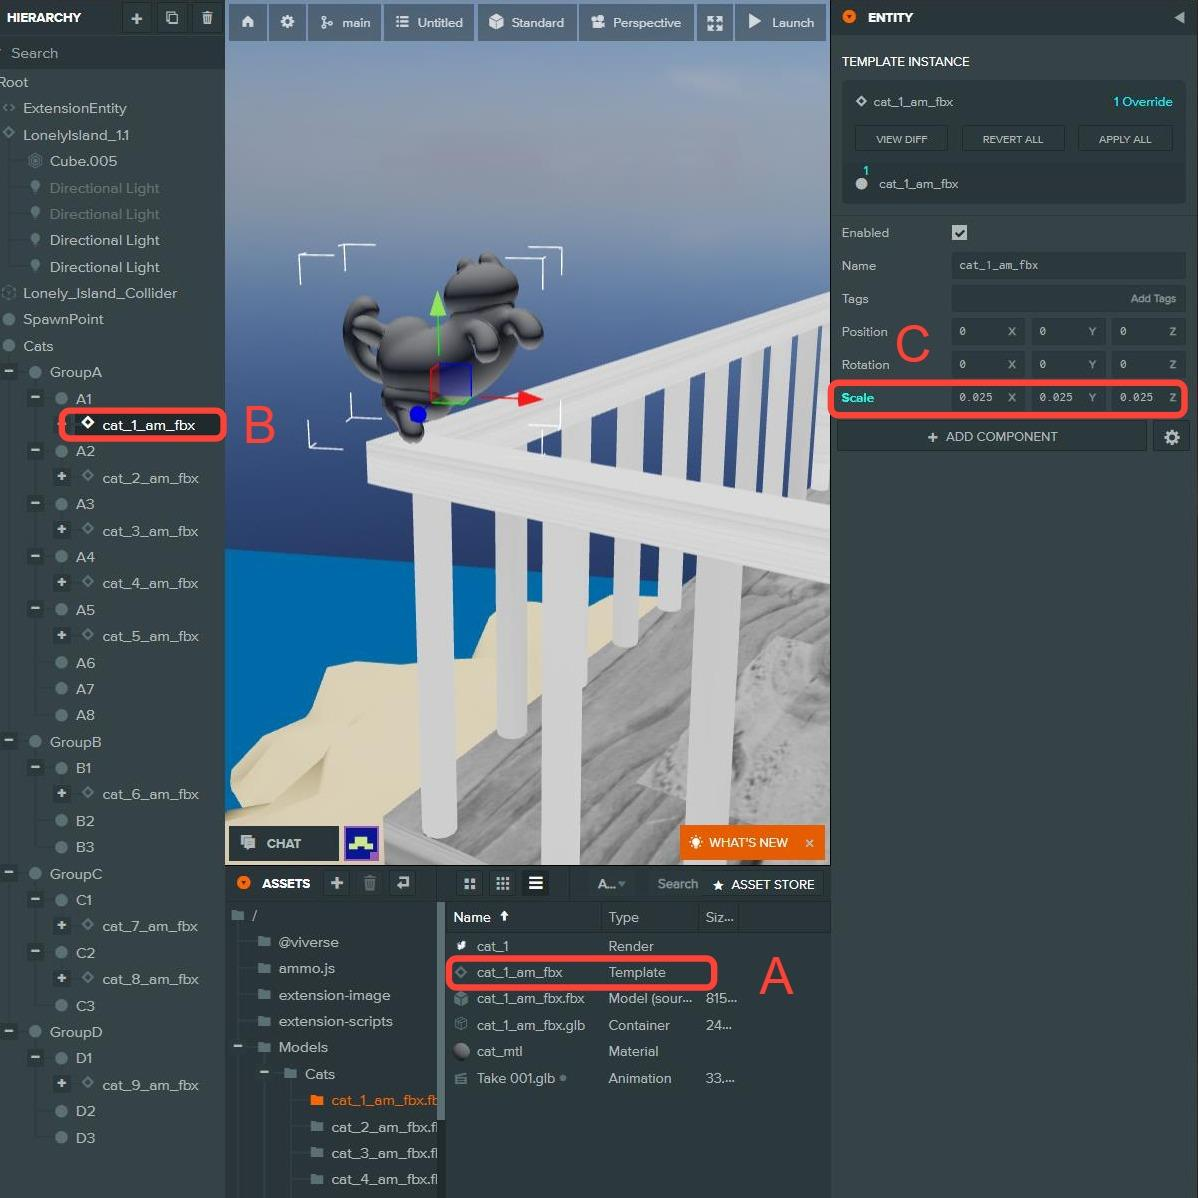 HIERARCHY
Search
Root
ExtensionEntity
LonelyIsland_1.1
Cube.005
Directional Light
Directional Light
Directional Light
Directional Light
Lonely_Island_Collider
SpawnPoint
Cats
GroupA
A1
cat_1_am_fbx
B
A2
cat_2_am_fbx
A3
cat_3_am_fbx
A4
cat_4_am_fbx
A5
cat_5_am_fbx
A6
A7
A8
GroupB
B1
cat_6_am_fbx
B2
B3
GroupC
C1
cat_7_am_fbx
C2
cat_8_am_fbx
C3
GroupD
D1
cat_9_am_fbx
D2
D3
main
Untitled
Standard
Perspective
Launch
CHAT
WHAT'S NEW ×
ASSETS
A...
Search
ASSET STORE
/
@viverse
ammo.js
extension-image
extension-scripts
Models
Cats
cat_1_am_fbx.fb
cat_2_am_fbx.fl
cat_3_am_fbx.fl
cat_4_am_fbx.fl
Name Type Siz...
cat_1 Render
cat_1_am_fbx Template
A
cat_1_am_fbx.fbx Model (sour... 815...
cat_1_am_fbx.glb Container 24...
cat_mtl Material
Take 001.glb Animation 33....
ENTITY
TEMPLATE INSTANCE
cat_1_am_fbx 1 Override
VIEW DIFF REVERT ALL APPLY ALL
1
cat_1_am_fbx
Enabled
Name cat_1_am_fbx
Tags Add Tags
Position 0 X 0 Y 0 Z
C
Rotation 0 X 0 Y 0 Z
Scale 0.025 X 0.025 Y 0.025 Z
+ ADD COMPONENT